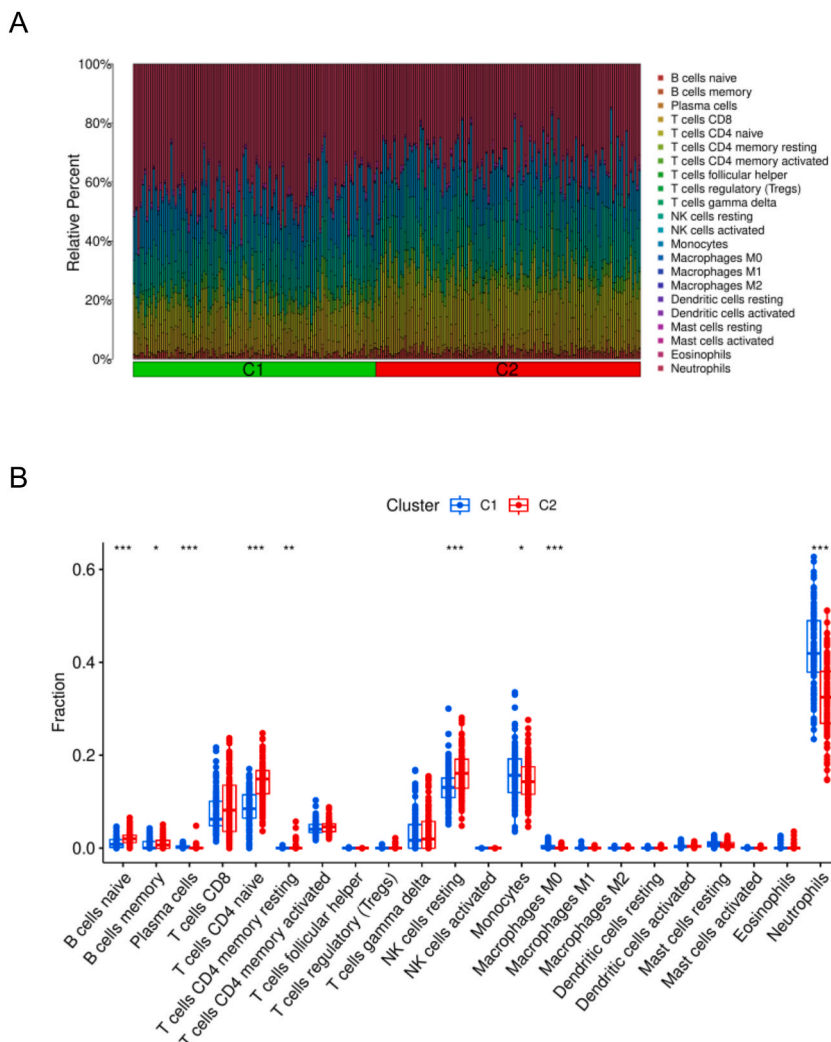 A
100%
80%
60%
40%
20%
0%
Relative Percent
C1
C2
B cells naive
B cells memory
Plasma cells
T cells CD8
T cells CD4 naive
T cells CD4 memory resting
T cells CD4 memory activated
T cells follicular helper
T cells regulatory (Tregs)
T cells gamma delta
NK cells resting
NK cells activated
Monocytes
Macrophages M0
Macrophages M1
Macrophages M2
Dendritic cells resting
Dendritic cells activated
Mast cells resting
Mast cells activated
Eosinophils
Neutrophils
B
Cluster C1 C2
*** * *** *** ** *** * *** ***
0.6
0.4
0.2
0.0
Fraction
B cells naive
B cells memory
Plasma cells
T cells CD8
T cells CD4 naive
T cells CD4 memory resting
T cells CD4 memory activated
T cells follicular helper
T cells regulatory (Tregs)
T cells gamma delta
NK cells resting
NK cells activated
Monocytes
Macrophages M0
Macrophages M1
Macrophages M2
Dendritic cells resting
Dendritic cells activated
Mast cells resting
Mast cells activated
Eosinophils
Neutrophils